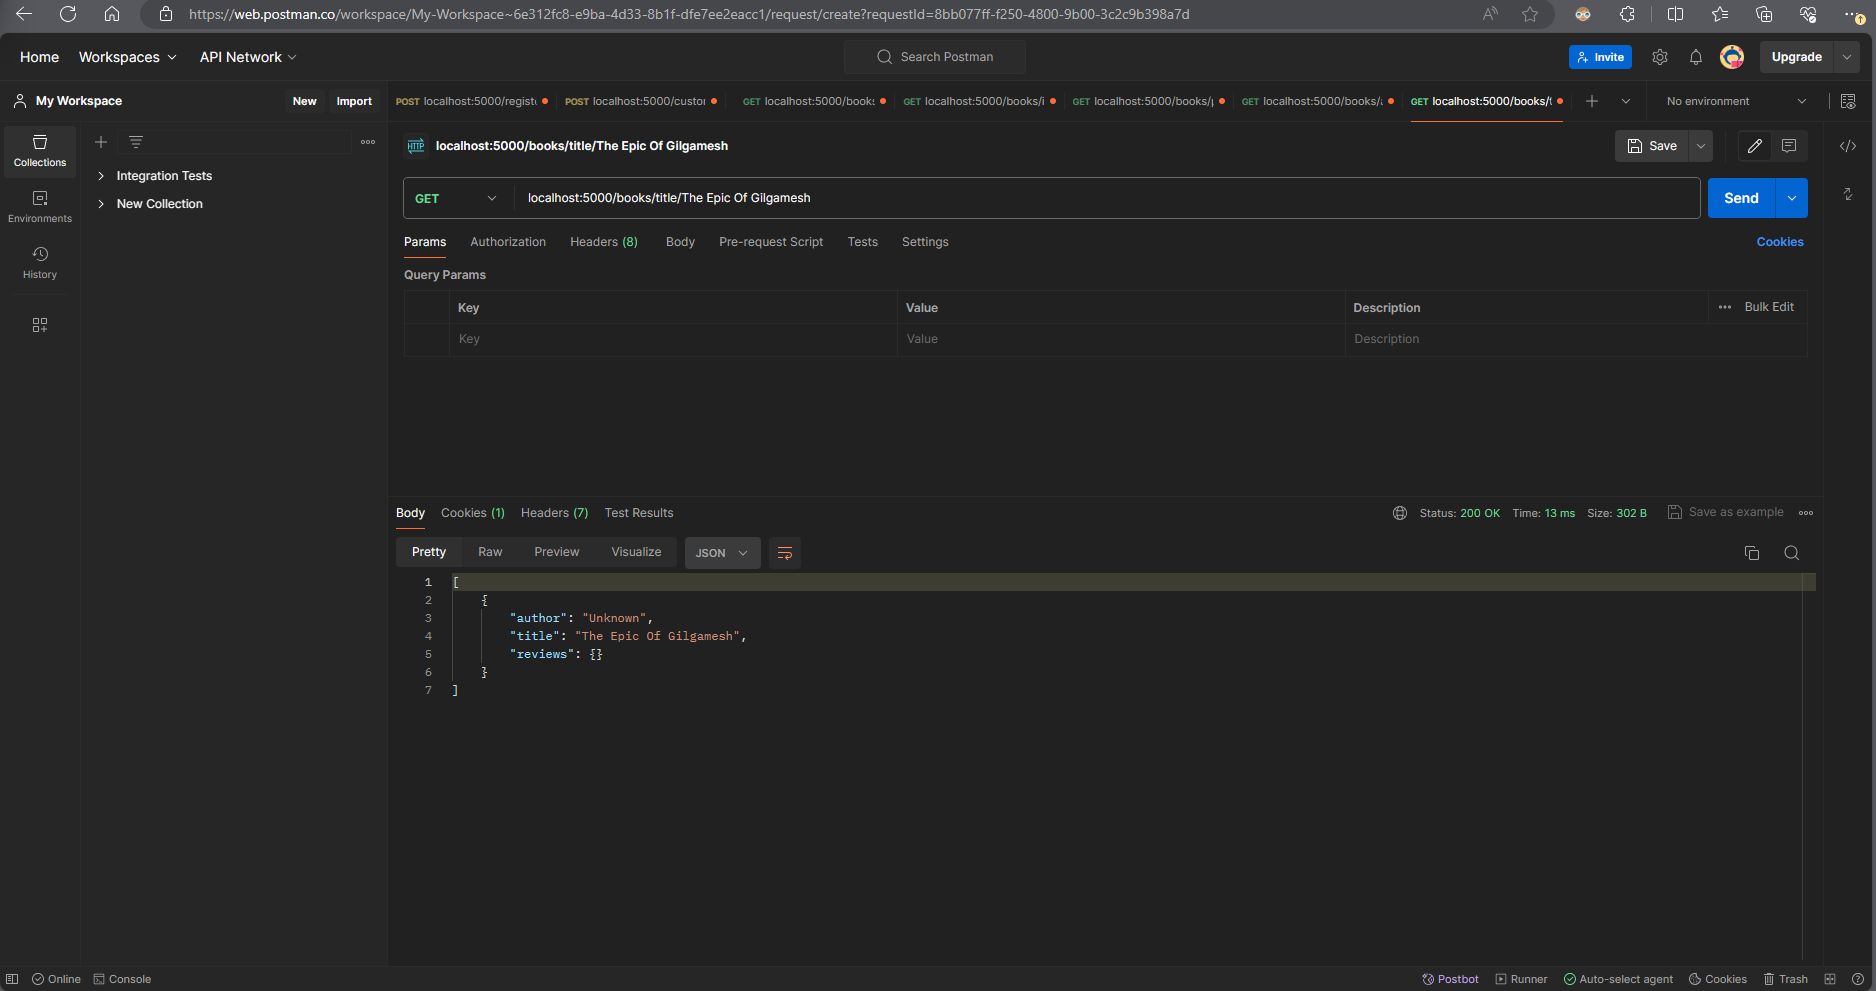 https://web.postman.co/workspace/My-Workspace~6e312fc8-e9ba-4d33-8b1f-dfe7ee2eacc1/request/create?requestId=8bb077ff-f250-4800-9b00-3c2c9b398a7d
Home Workspaces API Network Search Postman Invite Upgrade
My Workspace New Import POST localhost:5000/registe POST localhost:5000/custor GET localhost:5000/books GET localhost:5000/books/i GET localhost:5000/books/ GET localhost:5000/books/ GET localhost:5000/books/t No environment
Collections
Environments
History
Integration Tests
New Collection
HTTP localhost:5000/books/title/The Epic Of Gilgamesh Save
GET localhost:5000/books/title/The Epic Of Gilgamesh Send
Params Authorization Headers (8) Body Pre-request Script Tests Settings Cookies
Query Params
Key Value Description Bulk Edit
Key Value Description
Body Cookies (1) Headers (7) Test Results Status: 200 OK Time: 13 ms Size: 302 B Save as example
Pretty Raw Preview Visualize JSON
1 [
2 {
3 "author": "Unknown",
4 "title": "The Epic Of Gilgamesh",
5 "reviews": {}
6 }
7 ]
Online Console Postbot Runner Auto-select agent Cookies Trash